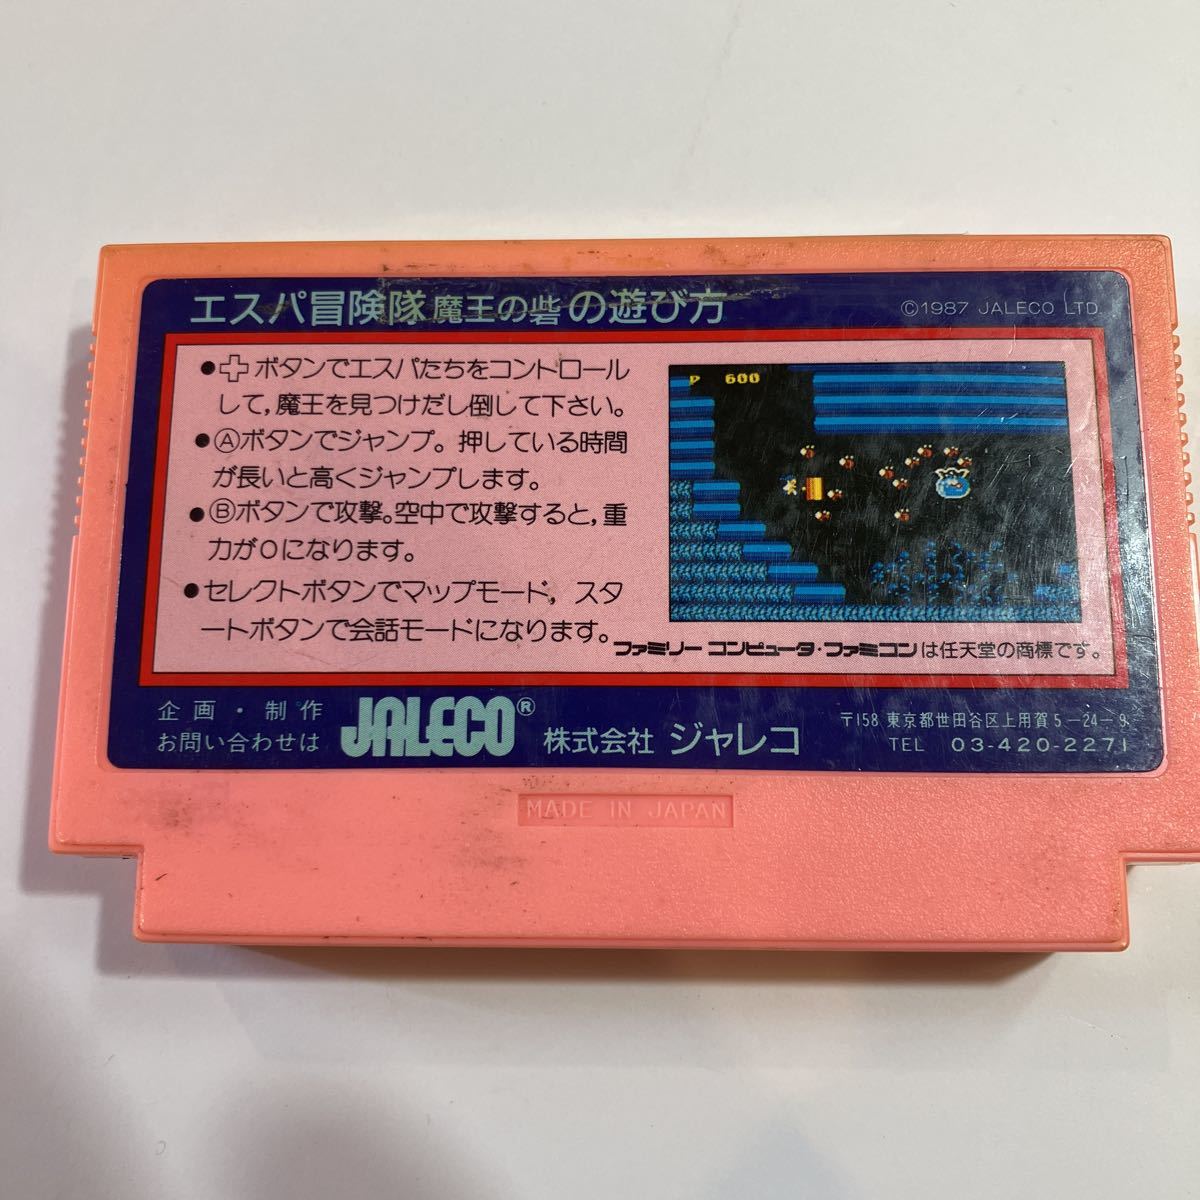 エスパ冒険隊 魔王の砦 の遊び方
©1987 JALECO LTD.
●✚ボタンでエスパたちをコントロール
して,魔王を見つけだし倒して下さい。
●Ⓐボタンでジャンプ。押している時間
が長いと高くジャンプします。
●Ⓑボタンで攻撃。空中で攻撃すると,重
力が0になります。
●セレクトボタンでマップモード,スタ
ートボタンで会話モードになります。
P 600
ファミリー コンピュータ・ファミコンは任天堂の商標です。
企画・制作
お問い合わせは
JALECO® 株式会社 ジャレコ
〒158 東京都世田谷区上用賀5-24-9
TEL 03-420-2271
MADE IN JAPAN